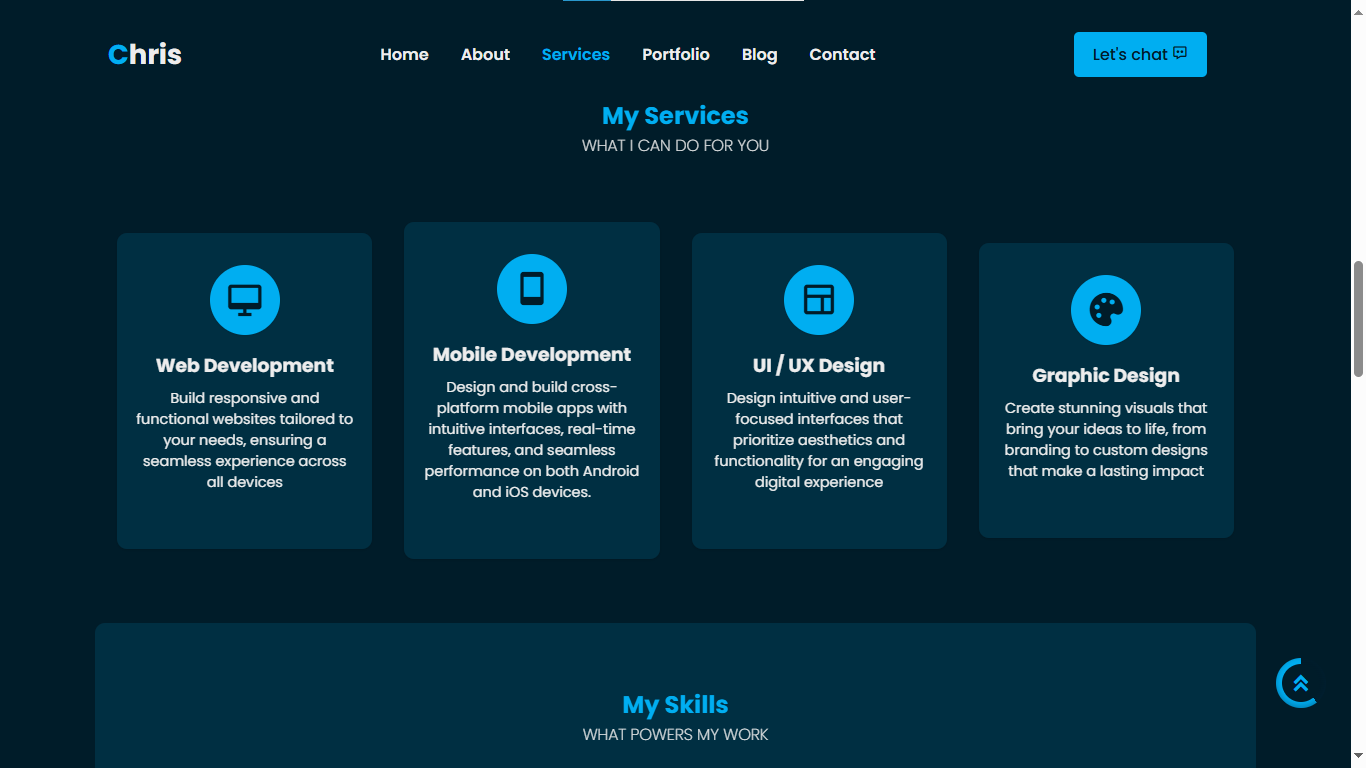 Chris
Home About Services Portfolio Blog Contact
Let's chat
My Services
WHAT I CAN DO FOR YOU
Web Development
Build responsive and
functional websites tailored to
your needs, ensuring a
seamless experience across
all devices
Mobile Development
Design and build cross-
platform mobile apps with
intuitive interfaces, real-time
features, and seamless
performance on both Android
and iOS devices.
UI / UX Design
Design intuitive and user-
focused interfaces that
prioritize aesthetics and
functionality for an engaging
digital experience
Graphic Design
Create stunning visuals that
bring your ideas to life, from
branding to custom designs
that make a lasting impact
My Skills
WHAT POWERS MY WORK